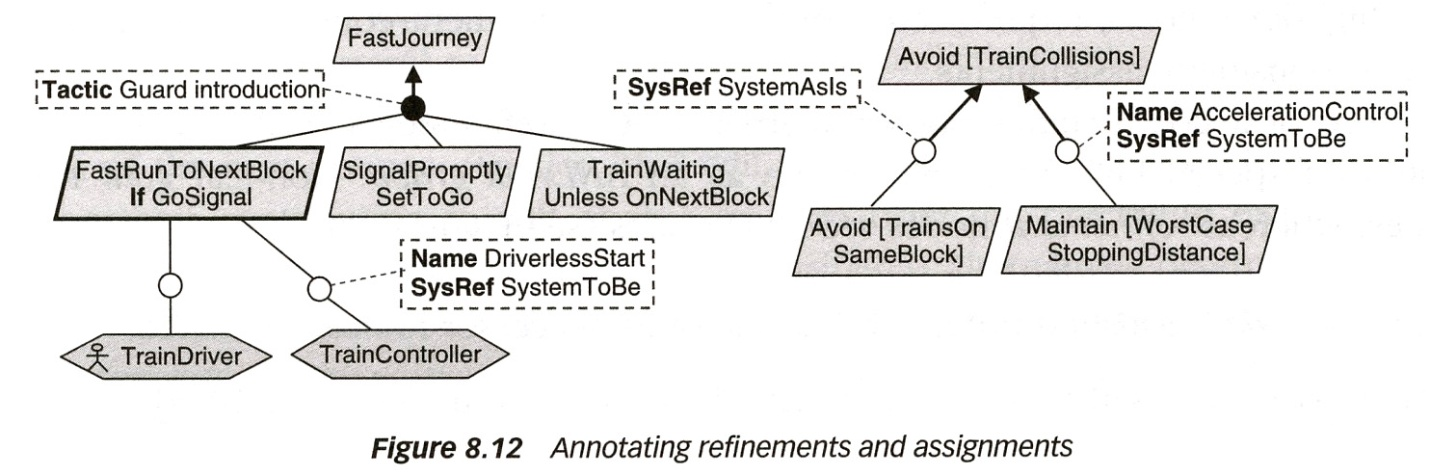 FastJourney
Avoid [TrainCollisions]
Tactic Guard introduction
SysRef SystemAsIs
Name AccelerationControl
SysRef SystemToBe
FastRunToNextBlock
If GoSignal
SignalPromptly
SetToGo
TrainWaiting
Unless OnNextBlock
Avoid [TrainsOn
SameBlock]
Maintain [WorstCase
StoppingDistance]
Name DriverlessStart
SysRef SystemToBe
TrainDriver
TrainController
Figure 8.12 Annotating refinements and assignments